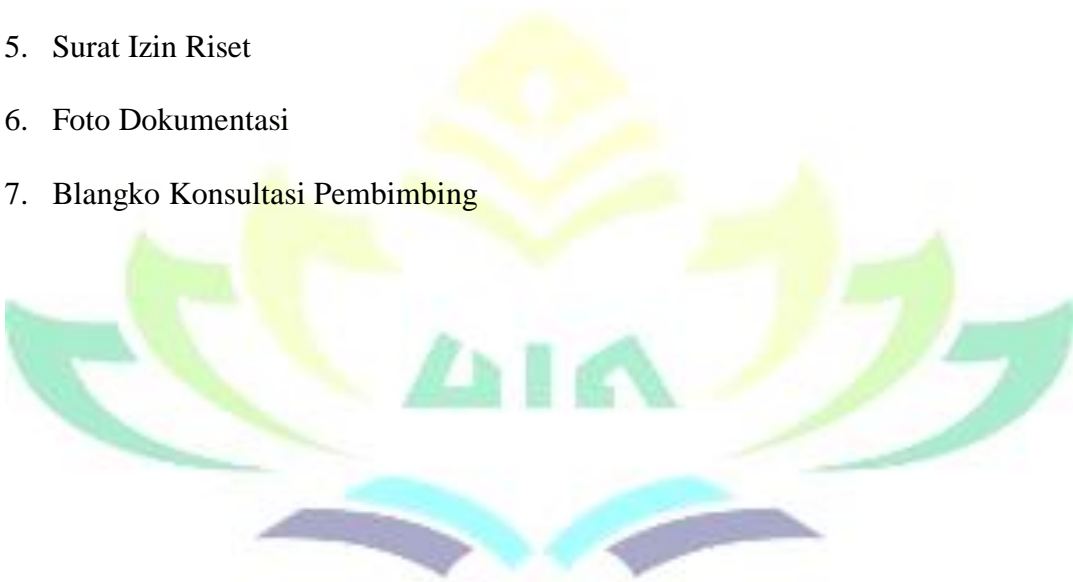 5. Surat Izin Riset
6. Foto Dokumentasi
7. Blangko Konsultasi Pembimbing